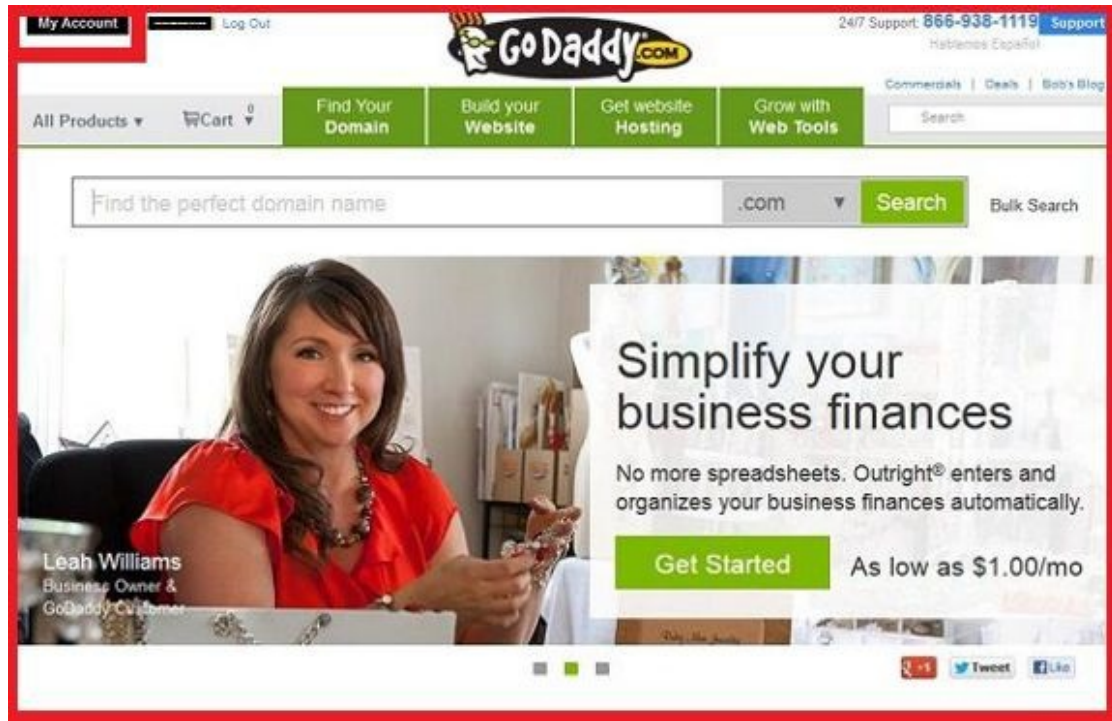 My Account
Log Out
GoDaddy.COM
24/7 Support: 866-938-1119
Support
Hablamos Español
Commercials | Deals | Bob's Blog
All Products ▾
Cart 0 ▾
Find Your
Domain
Build your
Website
Get website
Hosting
Grow with
Web Tools
Search
Find the perfect domain name
.com ▾
Search
Bulk Search
Simplify your
business finances
No more spreadsheets. Outright® enters and
organizes your business finances automatically.
Get Started
As low as $1.00/mo
Leah Williams
Business Owner &
GoDaddy Customer
+1
Tweet
Like